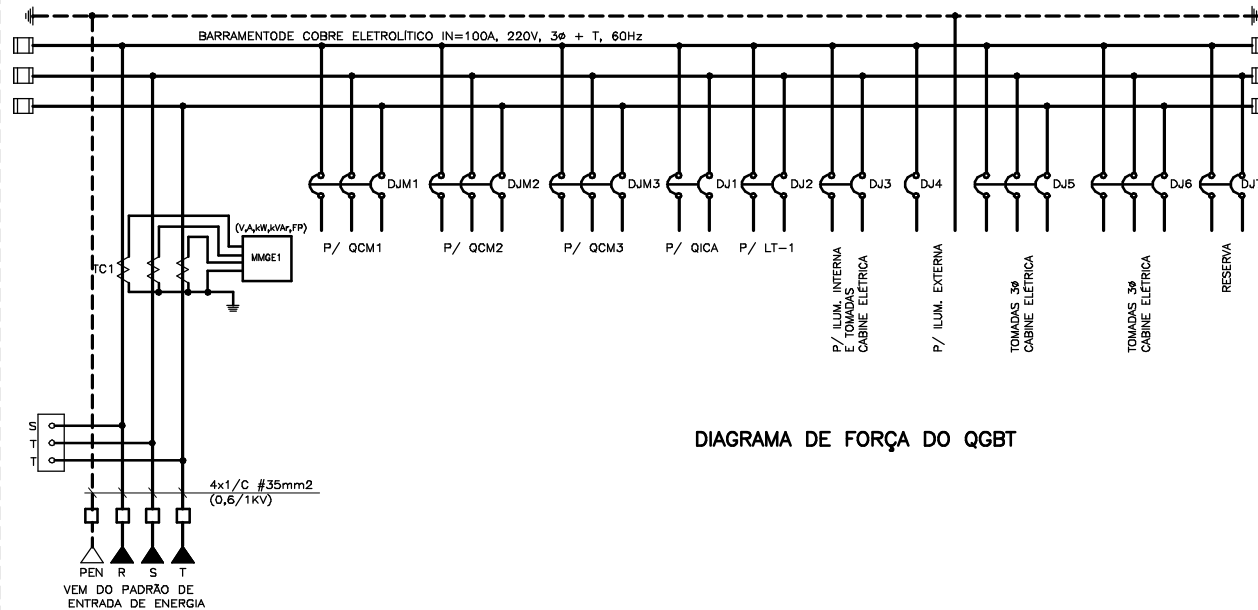 BARRAMENTODE COBRE ELETROLÍTICO IN=100A, 220V, 3ø + T, 60Hz
DJM1
DJM2
DJM3
DJ1
DJ2
DJ3
DJ4
DJ5
DJ6
(V,A,kW,kVAr,FP)
MMGE1
TC1
P/ QCM1
P/ QCM2
P/ QCM3
P/ QICA
P/ LT-1
P/ ILUM. INTERNA
E TOMADAS
CABINE ELÉTRICA
P/ ILUM. EXTERNA
TOMADAS 3ø
CABINE ELÉTRICA
TOMADAS 3ø
CABINE ELÉTRICA
RESERVA
DIAGRAMA DE FORÇA DO QGBT
S
T
T
4x1/C #35mm2
(0,6/1KV)
PEN R S T
VEM DO PADRÃO DE
ENTRADA DE ENERGIA